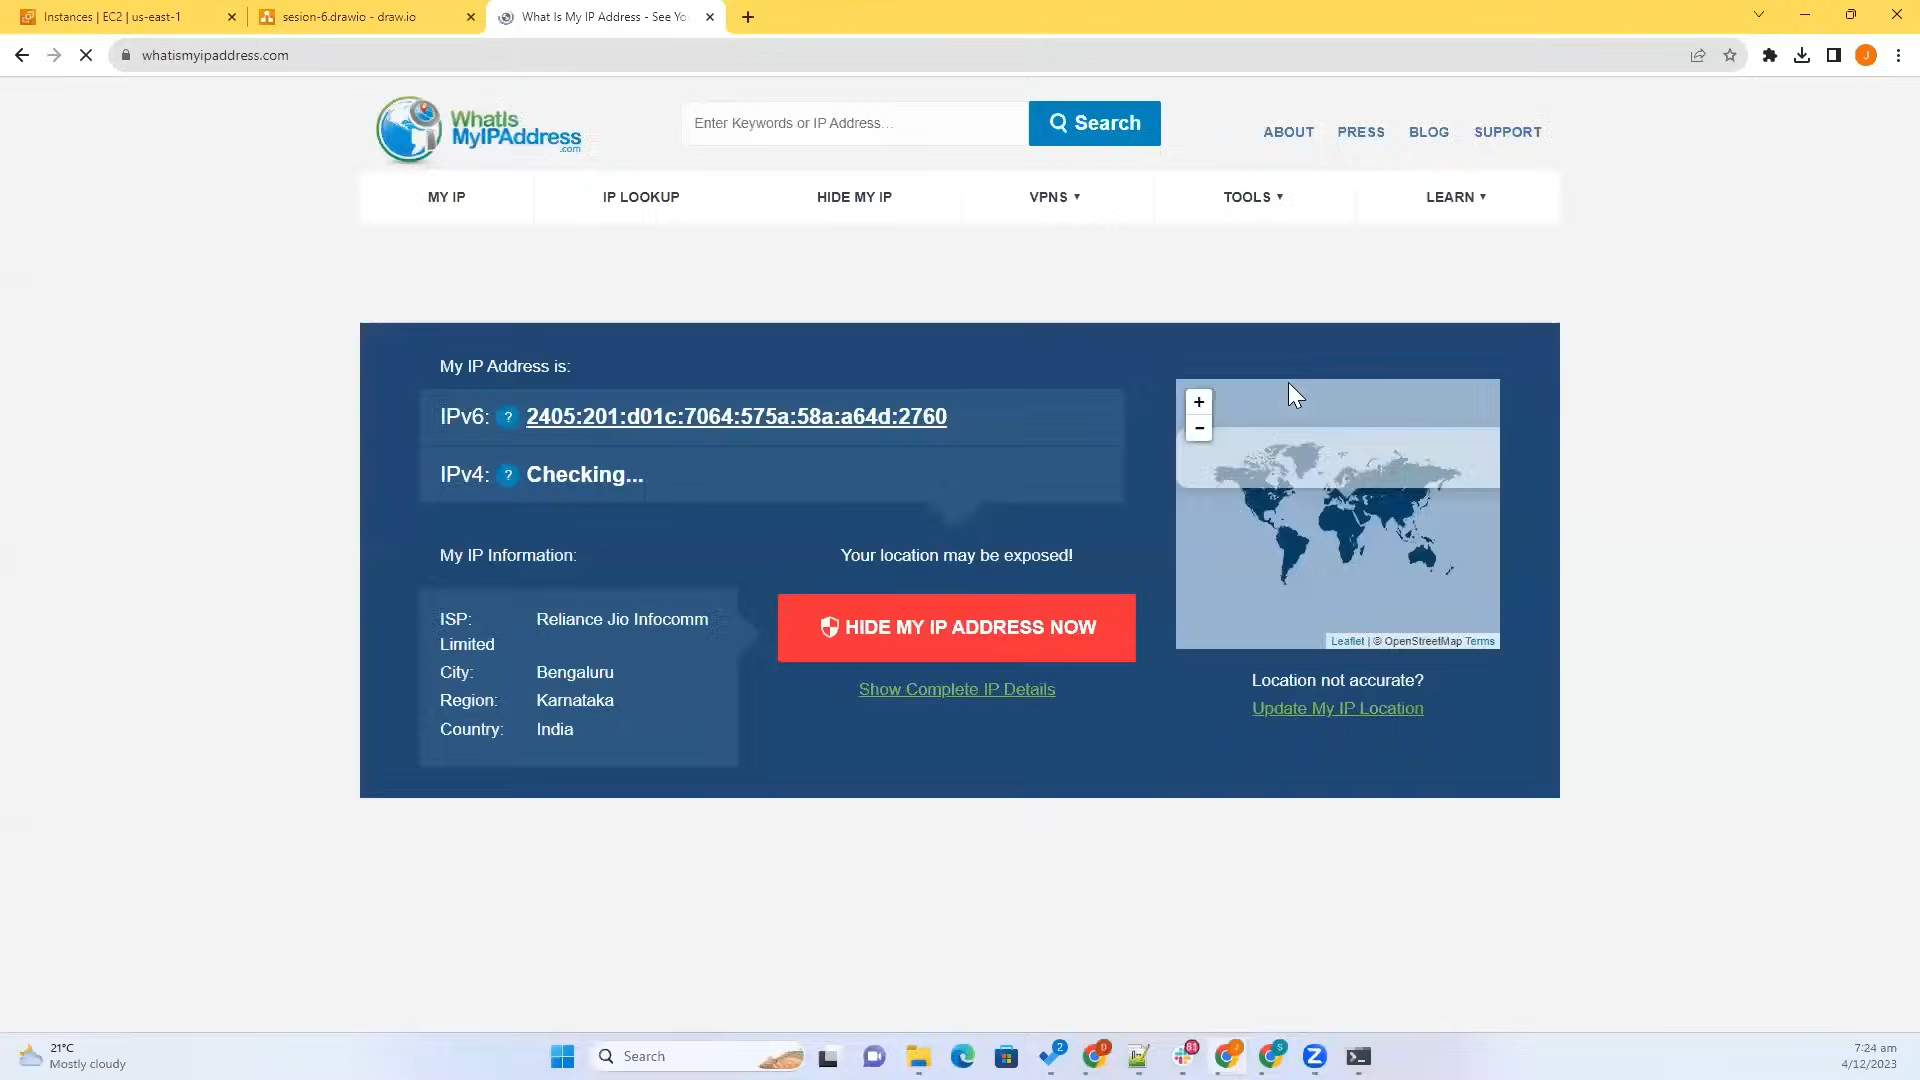 Instances | EC2 | us-east-1
sesion-6.drawio - draw.io
What Is My IP Address - See Yo
whatismyipaddress.com
J
WhatIs
MyIPAddress
.com
Enter Keywords or IP Address...
Search
ABOUT PRESS BLOG SUPPORT
MY IP IP LOOKUP HIDE MY IP VPNS ▾ TOOLS ▾ LEARN ▾
My IP Address is:
IPv6: ? 2405:201:d01c:7064:575a:58a:a64d:2760
IPv4: ? Checking...
+
−
Leaflet | © OpenStreetMap Terms
My IP Information:
ISP: Reliance Jio Infocomm
Limited
City: Bengaluru
Region: Karnataka
Country: India
Your location may be exposed!
HIDE MY IP ADDRESS NOW
Show Complete IP Details
Location not accurate?
Update My IP Location
21°C
Mostly cloudy
Search
2
D
81
J
S
Z
7:24 am
4/12/2023